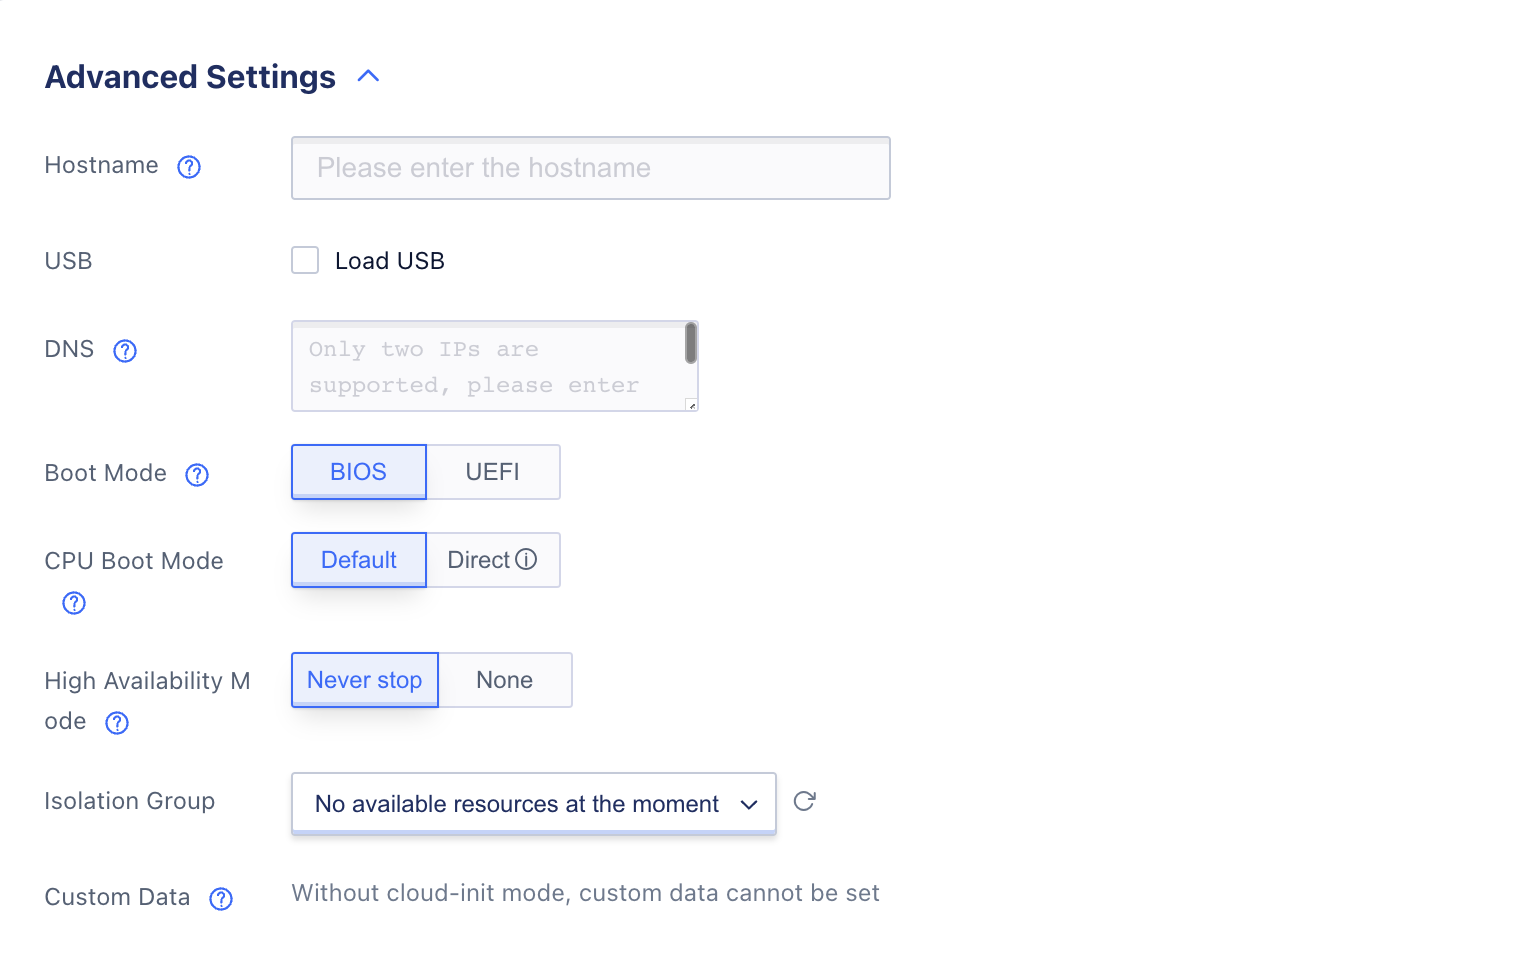 Advanced Settings
Hostname
Please enter the hostname
USB
Load USB
DNS
Only two IPs are
supported, please enter
Boot Mode
BIOS
UEFI
CPU Boot Mode
Default
Direct
High Availability M
ode
Never stop
None
Isolation Group
No available resources at the moment
Custom Data
Without cloud-init mode, custom data cannot be set